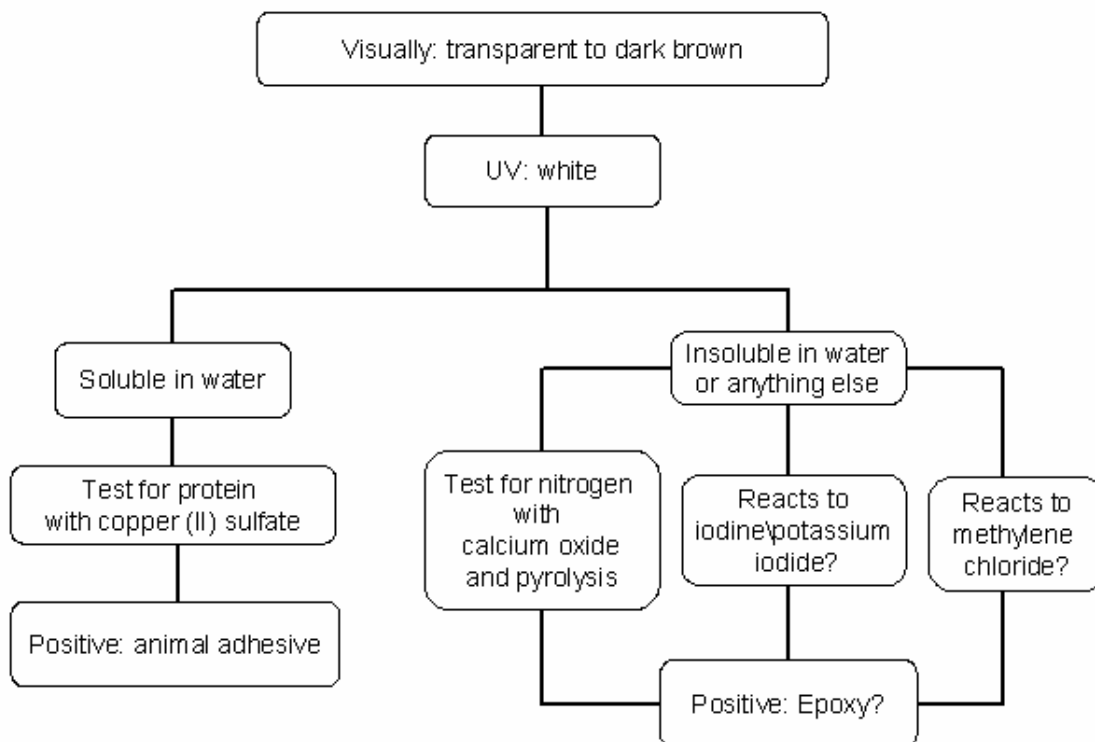 Visually: transparent to dark brown
UV: white
Soluble in water
Insoluble in water
or anything else
Test for protein
with copper (II) sulfate
Test for nitrogen
with
calcium oxide
and pyrolysis
Reacts to
iodine\potassium
iodide?
Reacts to
methylene
chloride?
Positive: animal adhesive
Positive: Epoxy?